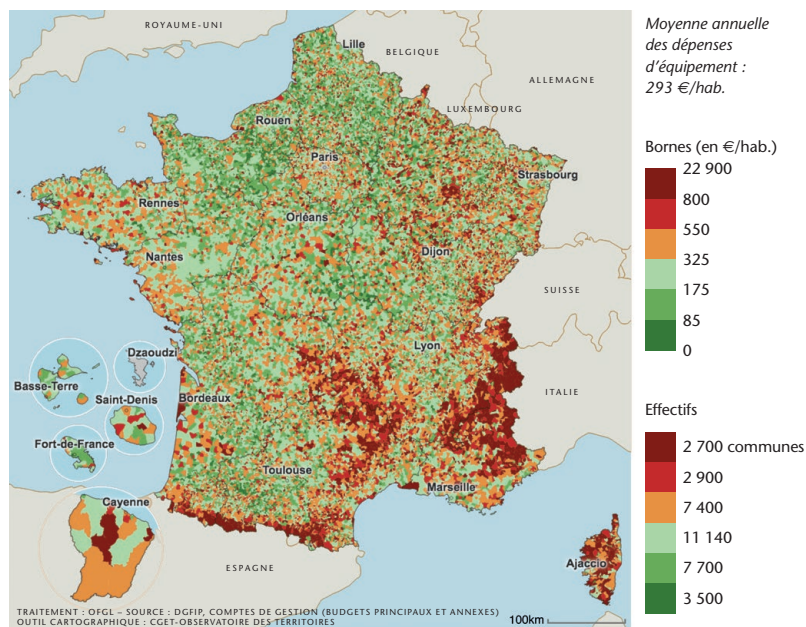 ROYAUME-UNI
Lille
BELGIQUE
ALLEMAGNE
LUXEMBOURG
Rouen
Paris
Strasbourg
Rennes
Orléans
Dijon
Nantes
SUISSE
Lyon
Dzaoudzi
Basse-Terre
ITALIE
Saint-Denis
Bordeaux
Fort-de-France
Toulouse
Marseille
Cayenne
Ajaccio
ESPAGNE
TRAITEMENT : OFGL – SOURCE : DGFIP, COMPTES DE GESTION (BUDGETS PRINCIPAUX ET ANNEXES)
OUTIL CARTOGRAPHIQUE : CGET-OBSERVATOIRE DES TERRITOIRES
100km
Moyenne annuelle
des dépenses
d'équipement :
293 €/hab.
Bornes (en €/hab.)
22 900
800
550
325
175
85
0
Effectifs
2 700 communes
2 900
7 400
11 140
7 700
3 500